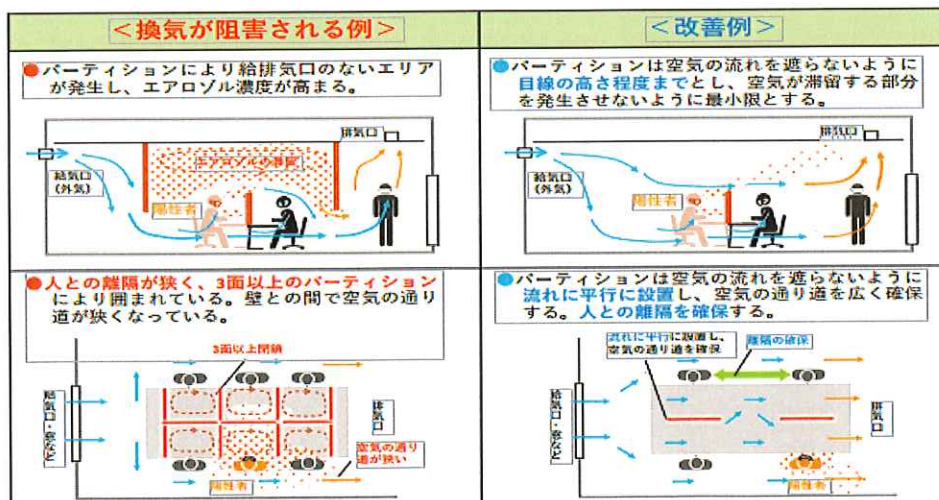 ＜換気が阻害される例＞
＜改善例＞
●パーティションにより給排気口のないエリア
が発生し、エアロゾル濃度が高まる。
排気口
エアロゾルの滞留
給気口
(外気)
陽性者
●パーティションは空気の流れを遮らないように
目線の高さ程度までとし、空気が滞留する部分
を発生させないように最小限とする。
排気口
給気口
(外気)
陽性者
●人との離隔が狭く、3面以上のパーティション
により囲まれている。壁との間で空気の通り
道が狭くなっている。
3面以上閉鎖
給気口・窓など
排気口
空気の通り
道が狭い
陽性者
●パーティションは空気の流れを遮らないように
流れに平行に設置し、空気の通り道を広く確保
する。人との離隔を確保する。
流れに平行に設置し、
空気の通り道を確保
離隔の確保
給気口・窓など
排気口
陽性者